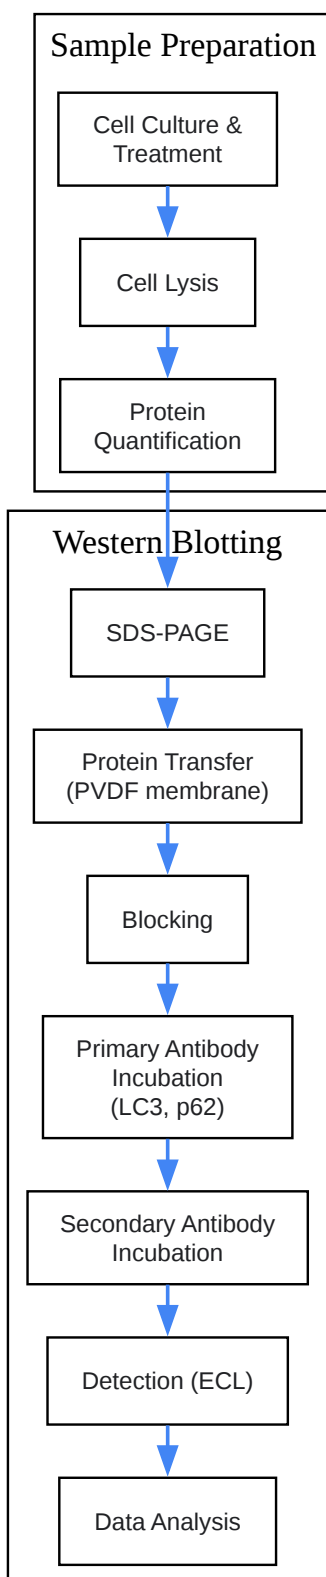 Sample Preparation
Cell Culture &
Treatment
Cell Lysis
Protein
Quantification
Western Blotting
SDS-PAGE
Protein Transfer
(PVDF membrane)
Blocking
Primary Antibody
Incubation
(LC3, p62)
Secondary Antibody
Incubation
Detection (ECL)
Data Analysis